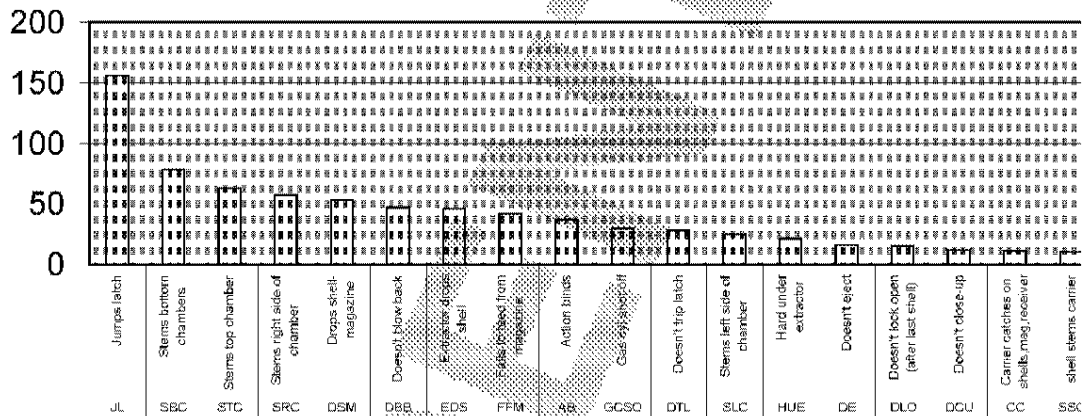 200
150
100
50
0
Jumps latch
Stems bottom
chambers
Stems top chamber
Stems right side of
chamber
Drops shell-
magazine
Doesn't blow back
Extractor drops
shell
Fails to feed from
magazine
Action binds
Gas cyl shot off
Doesn't trip latch
Stems left side of
chamber
Hard under
extractor
Doesn't eject
Doesn't lock open
(after last shell)
Doesn't close-up
Carrier catches on
shells,mag,receiver
shell stems carrier
JL SBC STC SRC DSM DBB EDS FFM AB GCSO DTL SLC HUE DE DLO DCU CC SSC